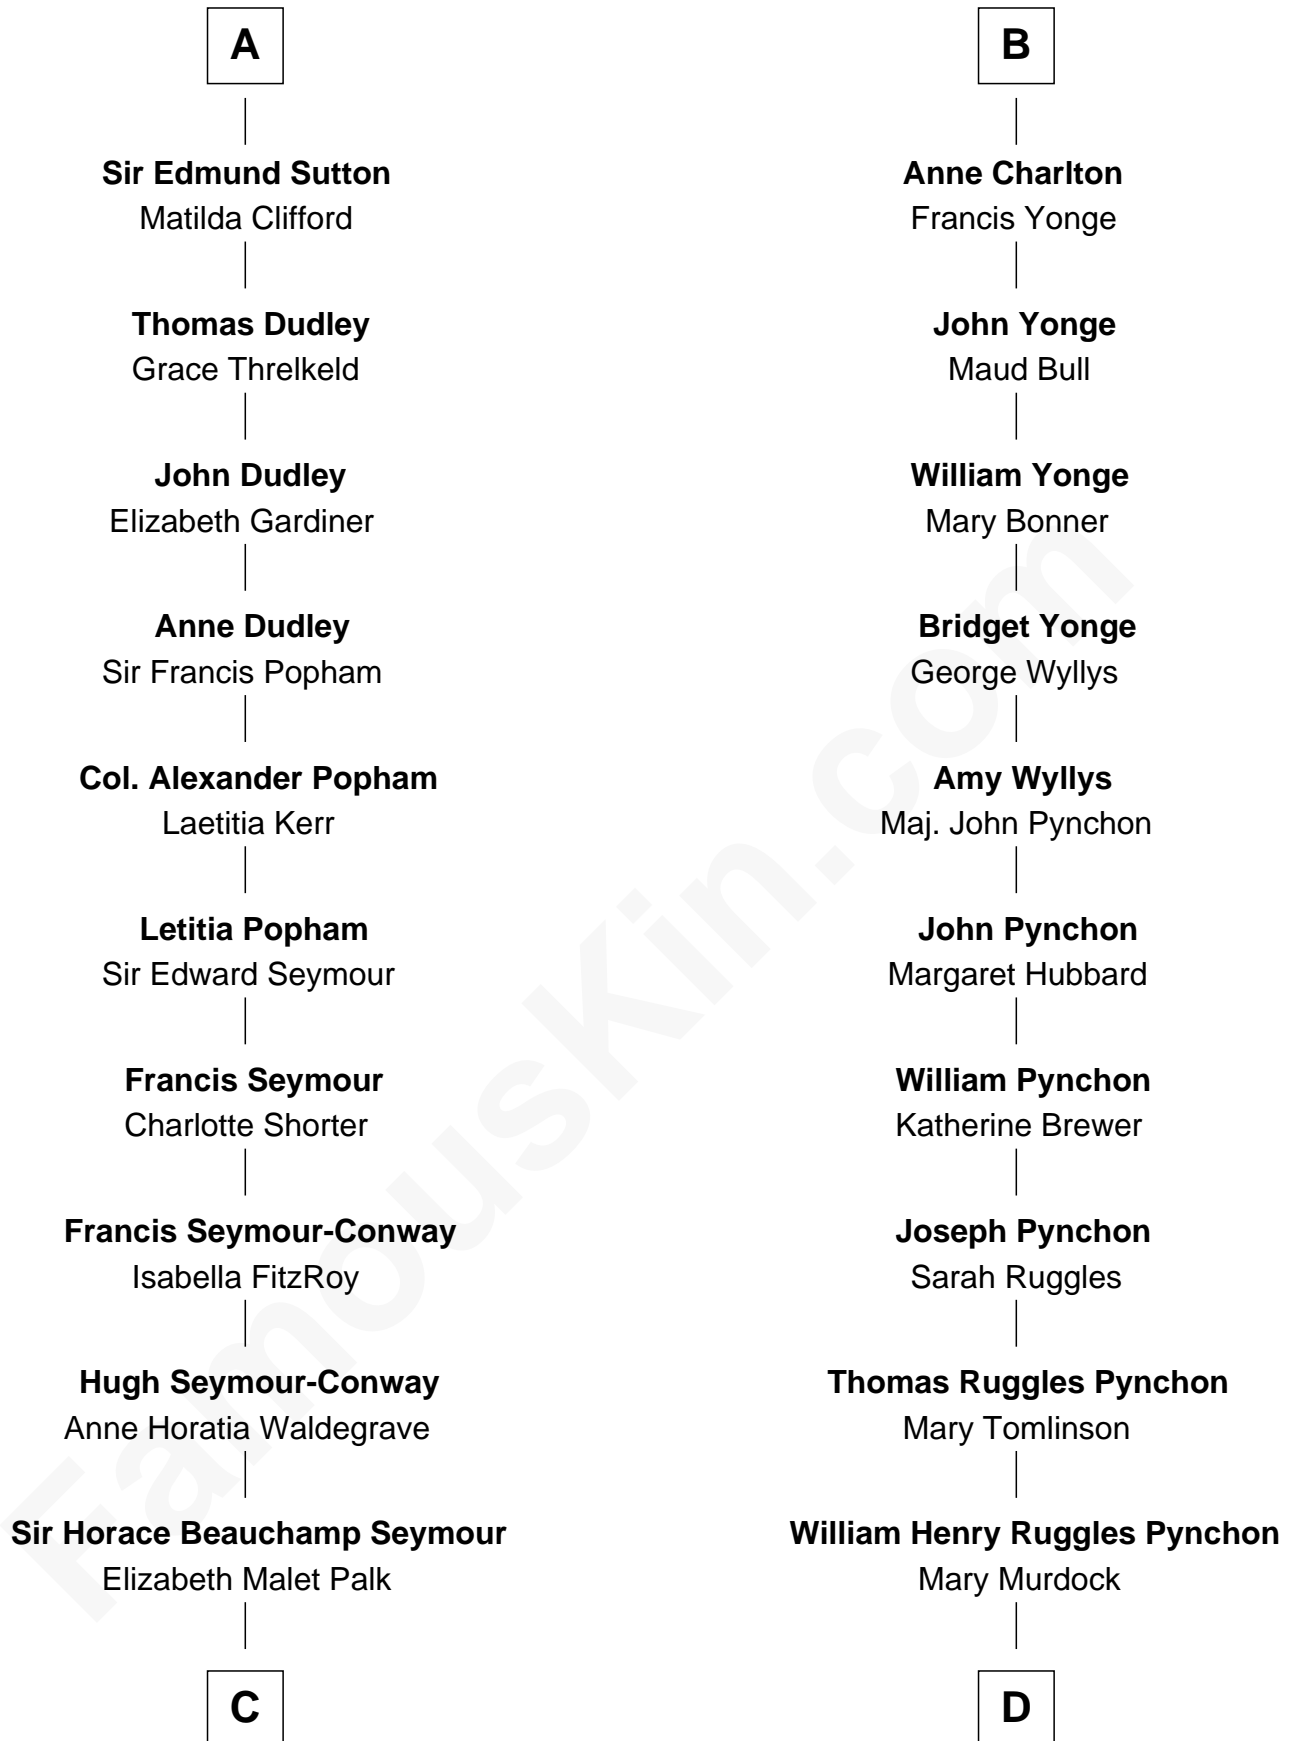 A
Sir Edmund Sutton
Matilda Clifford
Thomas Dudley
Grace Threlkeld
John Dudley
Elizabeth Gardiner
Anne Dudley
Sir Francis Popham
Col. Alexander Popham
Laetitia Kerr
Letitia Popham
Sir Edward Seymour
Francis Seymour
Charlotte Shorter
Francis Seymour-Conway
Isabella FitzRoy
Hugh Seymour-Conway
Anne Horatia Waldegrave
Sir Horace Beauchamp Seymour
Elizabeth Malet Palk
C
B
Anne Charlton
Francis Yonge
John Yonge
Maud Bull
William Yonge
Mary Bonner
Bridget Yonge
George Wyllys
Amy Wyllys
Maj. John Pynchon
John Pynchon
Margaret Hubbard
William Pynchon
Katherine Brewer
Joseph Pynchon
Sarah Ruggles
Thomas Ruggles Pynchon
Mary Tomlinson
William Henry Ruggles Pynchon
Mary Murdock
D
FamousKin.com